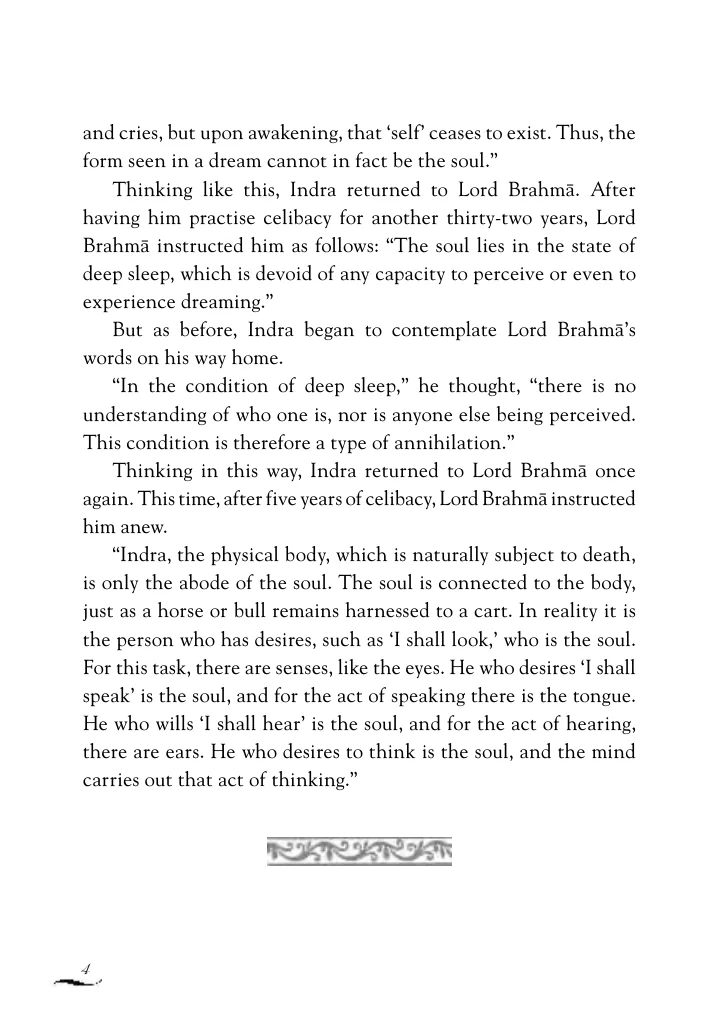 and cries, but upon awakening, that ‘self’ ceases to exist. Thus, the
form seen in a dream cannot in fact be the soul.”
Thinking like this, Indra returned to Lord Brahmā. After
having him practise celibacy for another thirty-two years, Lord
Brahmā instructed him as follows: “The soul lies in the state of
deep sleep, which is devoid of any capacity to perceive or even to
experience dreaming.”
But as before, Indra began to contemplate Lord Brahmā’s
words on his way home.
“In the condition of deep sleep,” he thought, “there is no
understanding of who one is, nor is anyone else being perceived.
This condition is therefore a type of annihilation.”
Thinking in this way, Indra returned to Lord Brahmā once
again. This time, after five years of celibacy, Lord Brahmā instructed
him anew.
“Indra, the physical body, which is naturally subject to death,
is only the abode of the soul. The soul is connected to the body,
just as a horse or bull remains harnessed to a cart. In reality it is
the person who has desires, such as ‘I shall look,’ who is the soul.
For this task, there are senses, like the eyes. He who desires ‘I shall
speak’ is the soul, and for the act of speaking there is the tongue.
He who wills ‘I shall hear’ is the soul, and for the act of hearing,
there are ears. He who desires to think is the soul, and the mind
carries out that act of thinking.”
4